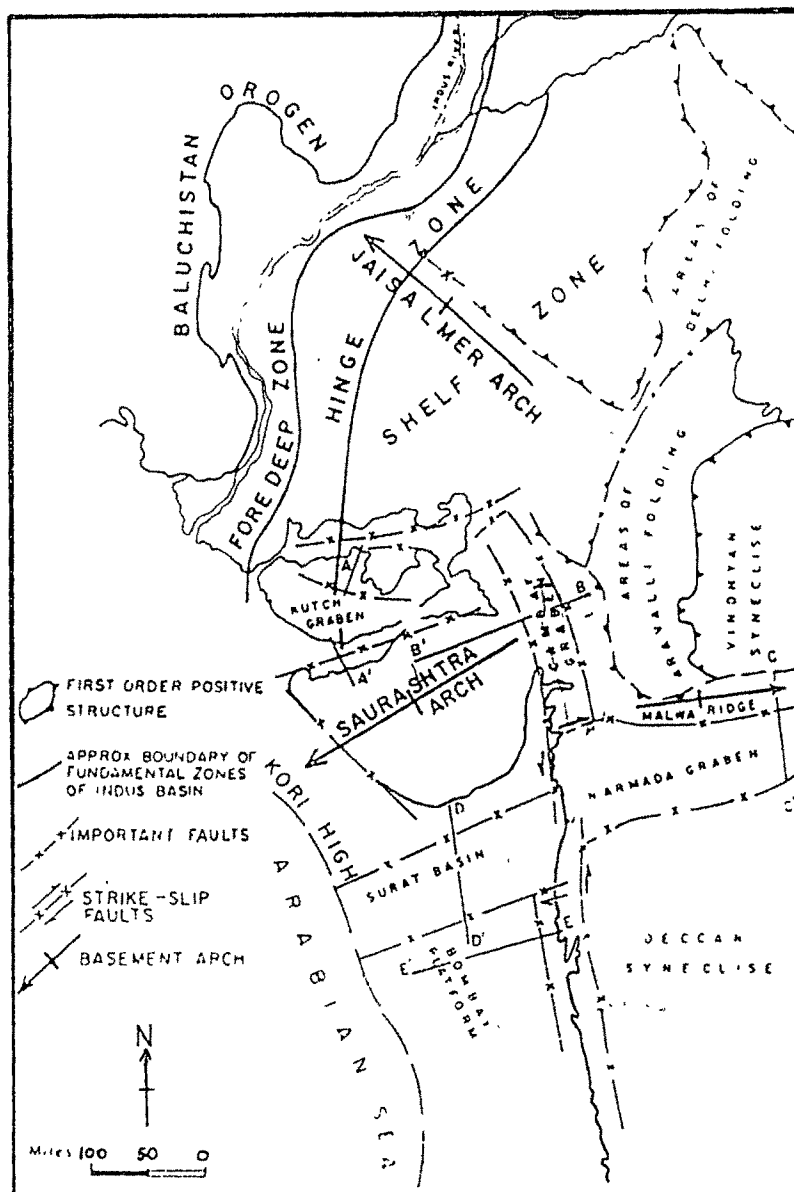 INDUS RIVER
OROGEN
BALUCHISTAN
FOREDEEP ZONE
HINGE ZONE
JAISALMER ARCH
SHELF ZONE
AREAS OF
DELHI FOLDING
AREAS OF
ARAVALLI FOLDING
VINDHYAN
SYNECLISE
A
KUTCH
GRABEN
A'
CAMBAY
GRABEN
B
B'
SAURASHTRA
ARCH
C
MALWA RIDGE
NARMADA GRABEN
C'
KORI HIGH
D
SURAT BASIN
D'
E
E'
BOMBAY
PLATFORM
DECCAN
SYNECLISE
ARABIAN SEA
FIRST ORDER POSITIVE
STRUCTURE
APPROX BOUNDARY OF
FUNDAMENTAL ZONES
OF INDUS BASIN
IMPORTANT FAULTS
STRIKE-SLIP
FAULTS
BASEMENT ARCH
N
Miles 100 50 0